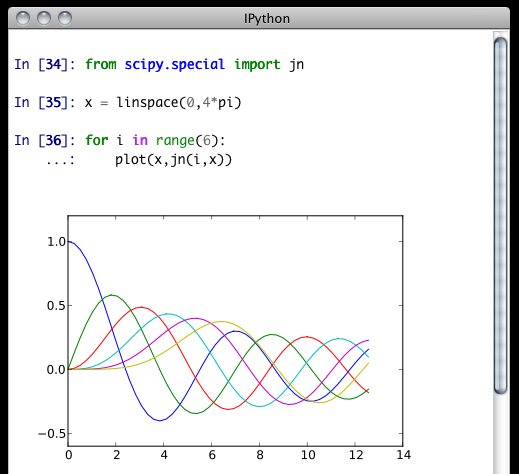 IPython
In [34]: from scipy.special import jn
In [35]: x = linspace(0,4*pi)
In [36]: for i in range(6):
...: plot(x,jn(i,x))
1.0
0.5
0.0
−0.5
0 2 4 6 8 10 12 14